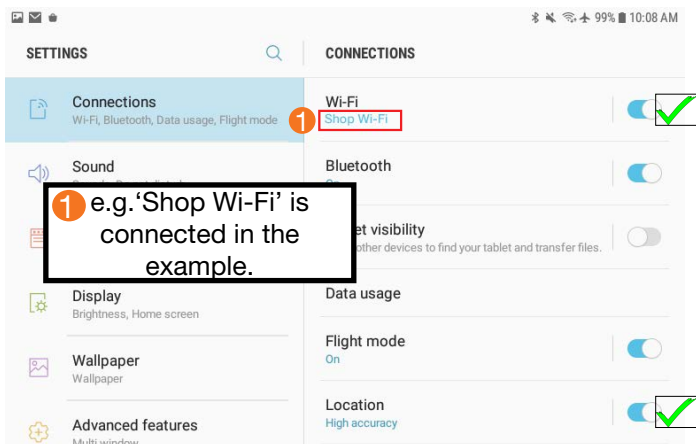 99% 10:08 AM
SETTINGS
Connections
Wi-Fi, Bluetooth, Data usage, Flight mode
Sound
1 e.g.'Shop Wi-Fi' is
connected in the
example.
Display
Brightness, Home screen
Wallpaper
Wallpaper
Advanced features
Multi window
CONNECTIONS
Wi-Fi
1 Shop Wi-Fi
Bluetooth
On
visibility
other devices to find your tablet and transfer files.
Data usage
Flight mode
On
Location
High accuracy